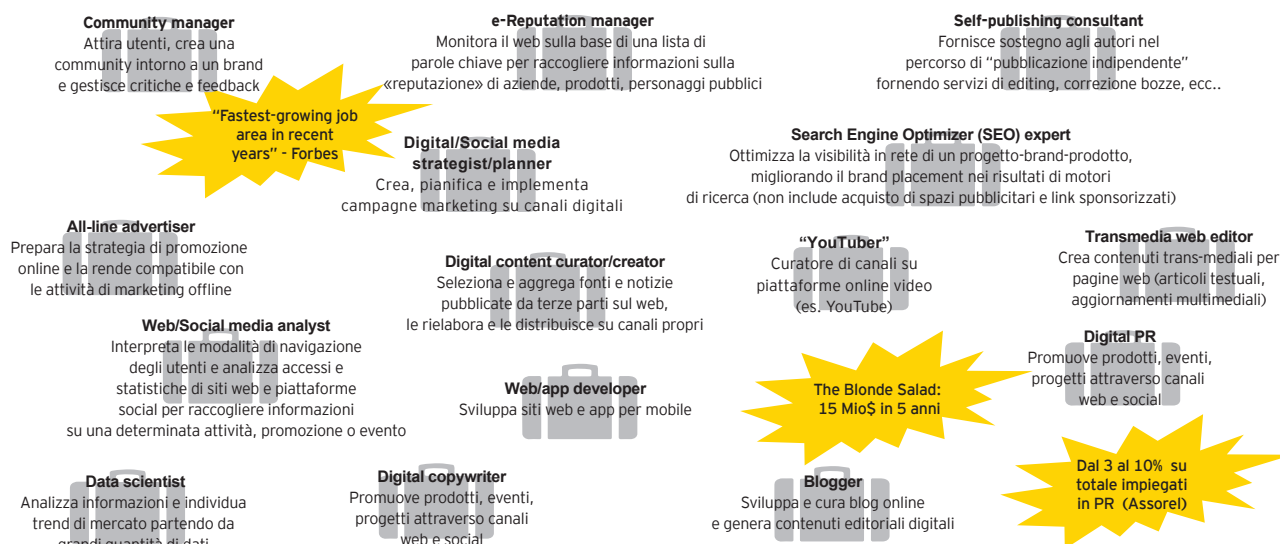 Community manager
Attira utenti, crea una
community intorno a un brand
e gestisce critiche e feedback
e-Reputation manager
Monitora il web sulla base di una lista di
parole chiave per raccogliere informazioni sulla
«reputazione» di aziende, prodotti, personaggi pubblici
Self-publishing consultant
Fornisce sostegno agli autori nel
percorso di “pubblicazione indipendente”
fornendo servizi di editing, correzione bozze, ecc..
“Fastest-growing job
area in recent
years” - Forbes
Digital/Social media
strategist/planner
Crea, pianifica e implementa
campagne marketing su canali digitali
Search Engine Optimizer (SEO) expert
Ottimizza la visibilità in rete di un progetto-brand-prodotto,
migliorando il brand placement nei risultati di motori
di ricerca (non include acquisto di spazi pubblicitari e link sponsorizzati)
All-line advertiser
Prepara la strategia di promozione
online e la rende compatibile con
le attività di marketing offline
Digital content curator/creator
Seleziona e aggrega fonti e notizie
pubblicate da terze parti sul web,
le rielabora e le distribuisce su canali propri
“YouTuber”
Curatore di canali su
piattaforme online video
(es. YouTube)
Transmedia web editor
Crea contenuti trans-mediali per
pagine web (articoli testuali,
aggiornamenti multimediali)
Web/Social media analyst
Interpreta le modalità di navigazione
degli utenti e analizza accessi e
statistiche di siti web e piattaforme
social per raccogliere informazioni
su una determinata attività, promozione o evento
Web/app developer
Sviluppa siti web e app per mobile
The Blonde Salad:
15 Mio$ in 5 anni
Digital PR
Promuove prodotti, eventi,
progetti attraverso canali
web e social
Data scientist
Analizza informazioni e individua
trend di mercato partendo da
grandi quantità di dati
Digital copywriter
Promuove prodotti, eventi,
progetti attraverso canali
web e social
Blogger
Sviluppa e cura blog online
e genera contenuti editoriali digitali
Dal 3 al 10% su
totale impiegati
in PR (Assorel)